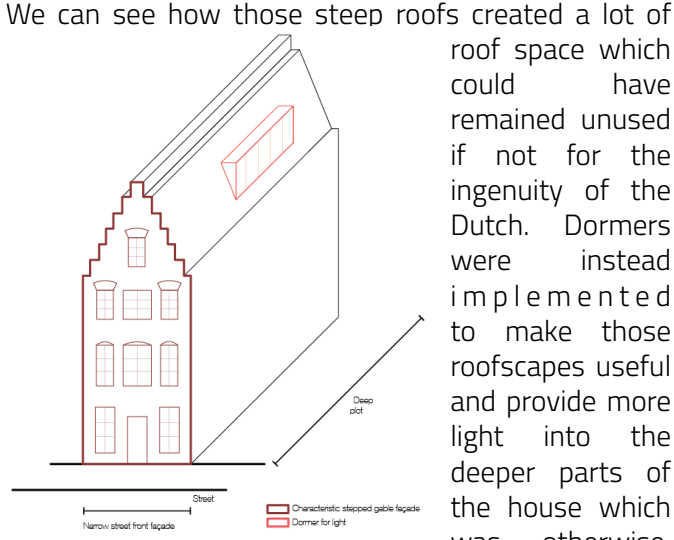 We can see how those steep roofs created a lot of
roof space which
could have
remained unused
if not for the
ingenuity of the
Dutch. Dormers
were instead
implemented
to make those
roofscapes useful
and provide more
light into the
deeper parts of
the house which
was otherwise
Deep
plot
Street
Narrow street front façade
Characteristic stepped gable façade
Dormer for light